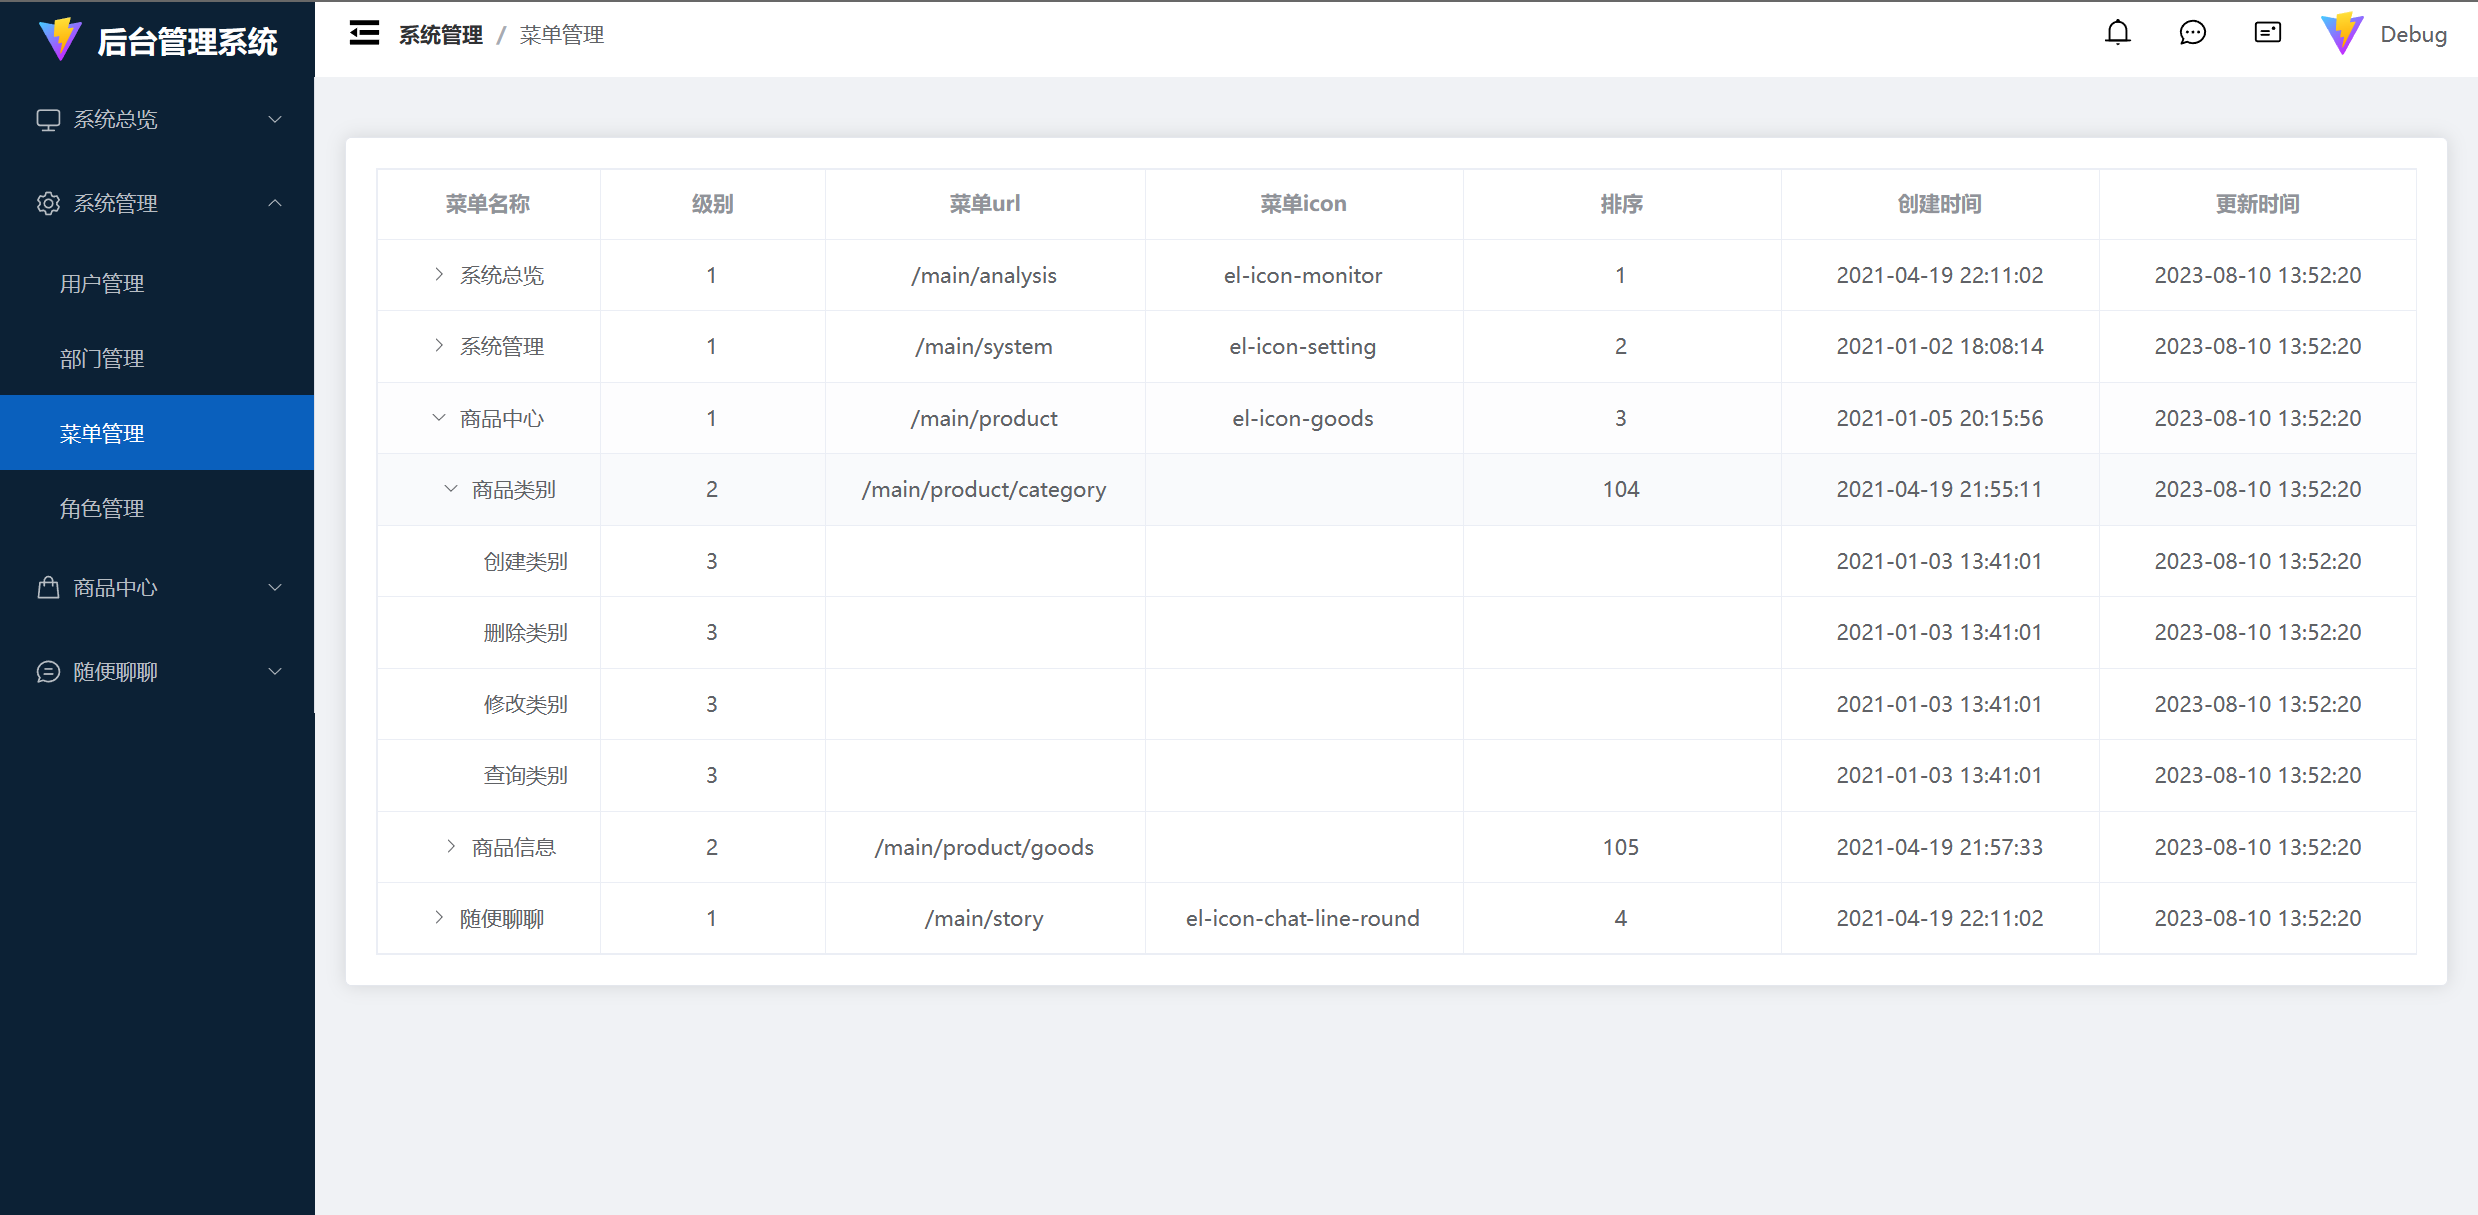 后台管理系统
系统管理 / 菜单管理
Debug
系统总览
系统管理
用户管理
部门管理
菜单管理
角色管理
商品中心
随便聊聊
菜单名称 级别 菜单url 菜单icon 排序 创建时间 更新时间
系统总览 1 /main/analysis el-icon-monitor 1 2021-04-19 22:11:02 2023-08-10 13:52:20
系统管理 1 /main/system el-icon-setting 2 2021-01-02 18:08:14 2023-08-10 13:52:20
商品中心 1 /main/product el-icon-goods 3 2021-01-05 20:15:56 2023-08-10 13:52:20
商品类别 2 /main/product/category 104 2021-04-19 21:55:11 2023-08-10 13:52:20
创建类别 3 2021-01-03 13:41:01 2023-08-10 13:52:20
删除类别 3 2021-01-03 13:41:01 2023-08-10 13:52:20
修改类别 3 2021-01-03 13:41:01 2023-08-10 13:52:20
查询类别 3 2021-01-03 13:41:01 2023-08-10 13:52:20
商品信息 2 /main/product/goods 105 2021-04-19 21:57:33 2023-08-10 13:52:20
随便聊聊 1 /main/story el-icon-chat-line-round 4 2021-04-19 22:11:02 2023-08-10 13:52:20